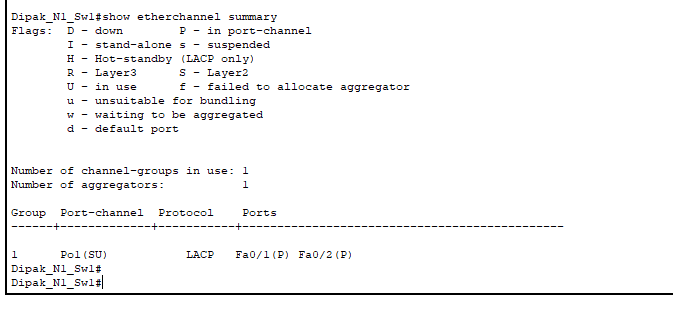 Dipak_N1_Sw1#show etherchannel summary
Flags:  D - down        P - in port-channel
        I - stand-alone s - suspended
        H - Hot-standby (LACP only)
        R - Layer3      S - Layer2
        U - in use      f - failed to allocate aggregator
        u - unsuitable for bundling
        w - waiting to be aggregated
        d - default port
Number of channel-groups in use: 1
Number of aggregators:           1
Group  Port-channel  Protocol    Ports
------+-------------+-----------+----------------------------------------------
1      Po1(SU)           LACP   Fa0/1(P) Fa0/2(P)
Dipak_N1_Sw1#
Dipak_N1_Sw1#